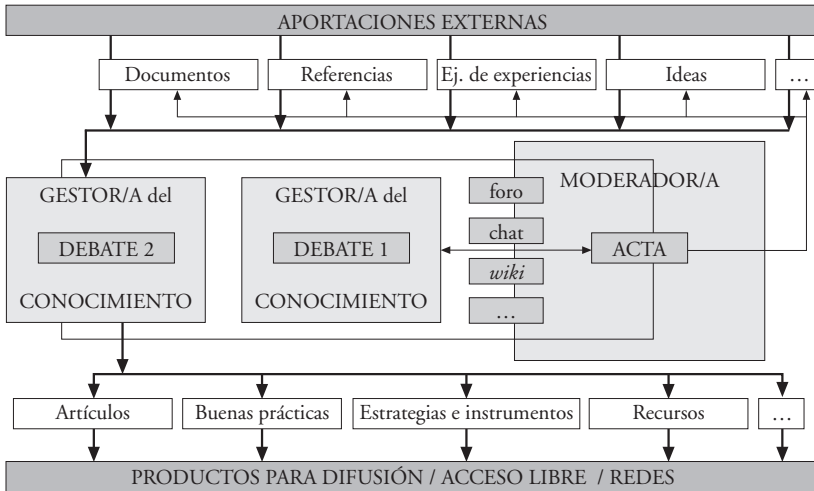 APORTACIONES EXTERNAS
Documentos
Referencias
Ej. de experiencias
Ideas
…
GESTOR/A del
DEBATE 2
CONOCIMIENTO
GESTOR/A del
DEBATE 1
CONOCIMIENTO
foro
chat
wiki
…
MODERADOR/A
ACTA
Artículos
Buenas prácticas
Estrategias e instrumentos
Recursos
…
PRODUCTOS PARA DIFUSIÓN / ACCESO LIBRE / REDES